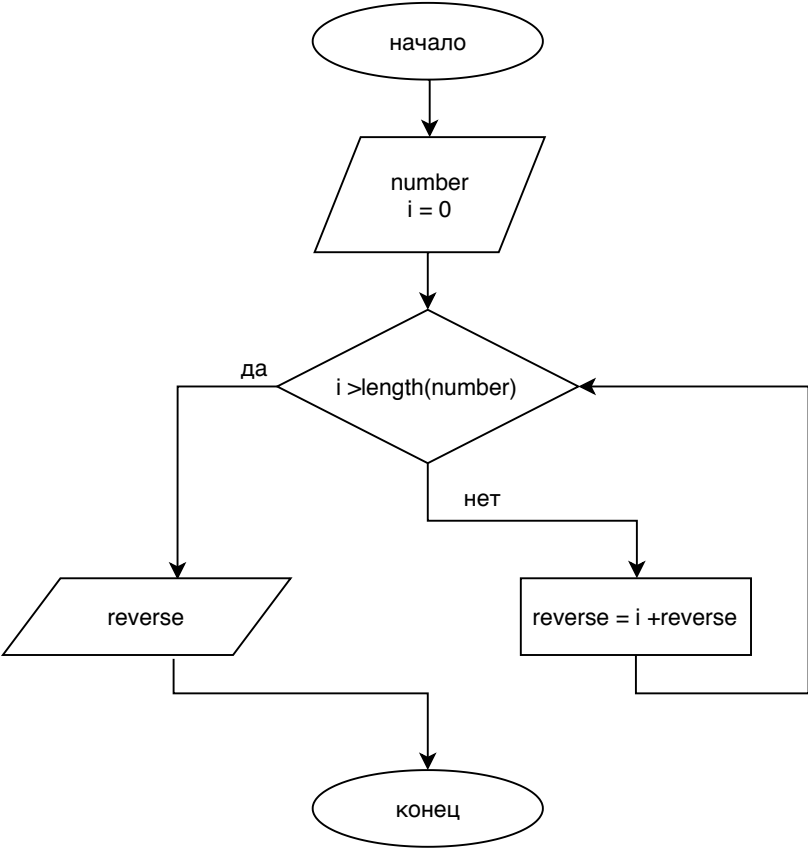 начало
number
i = 0
i >length(number)
да
нет
reverse
reverse = i +reverse
конец